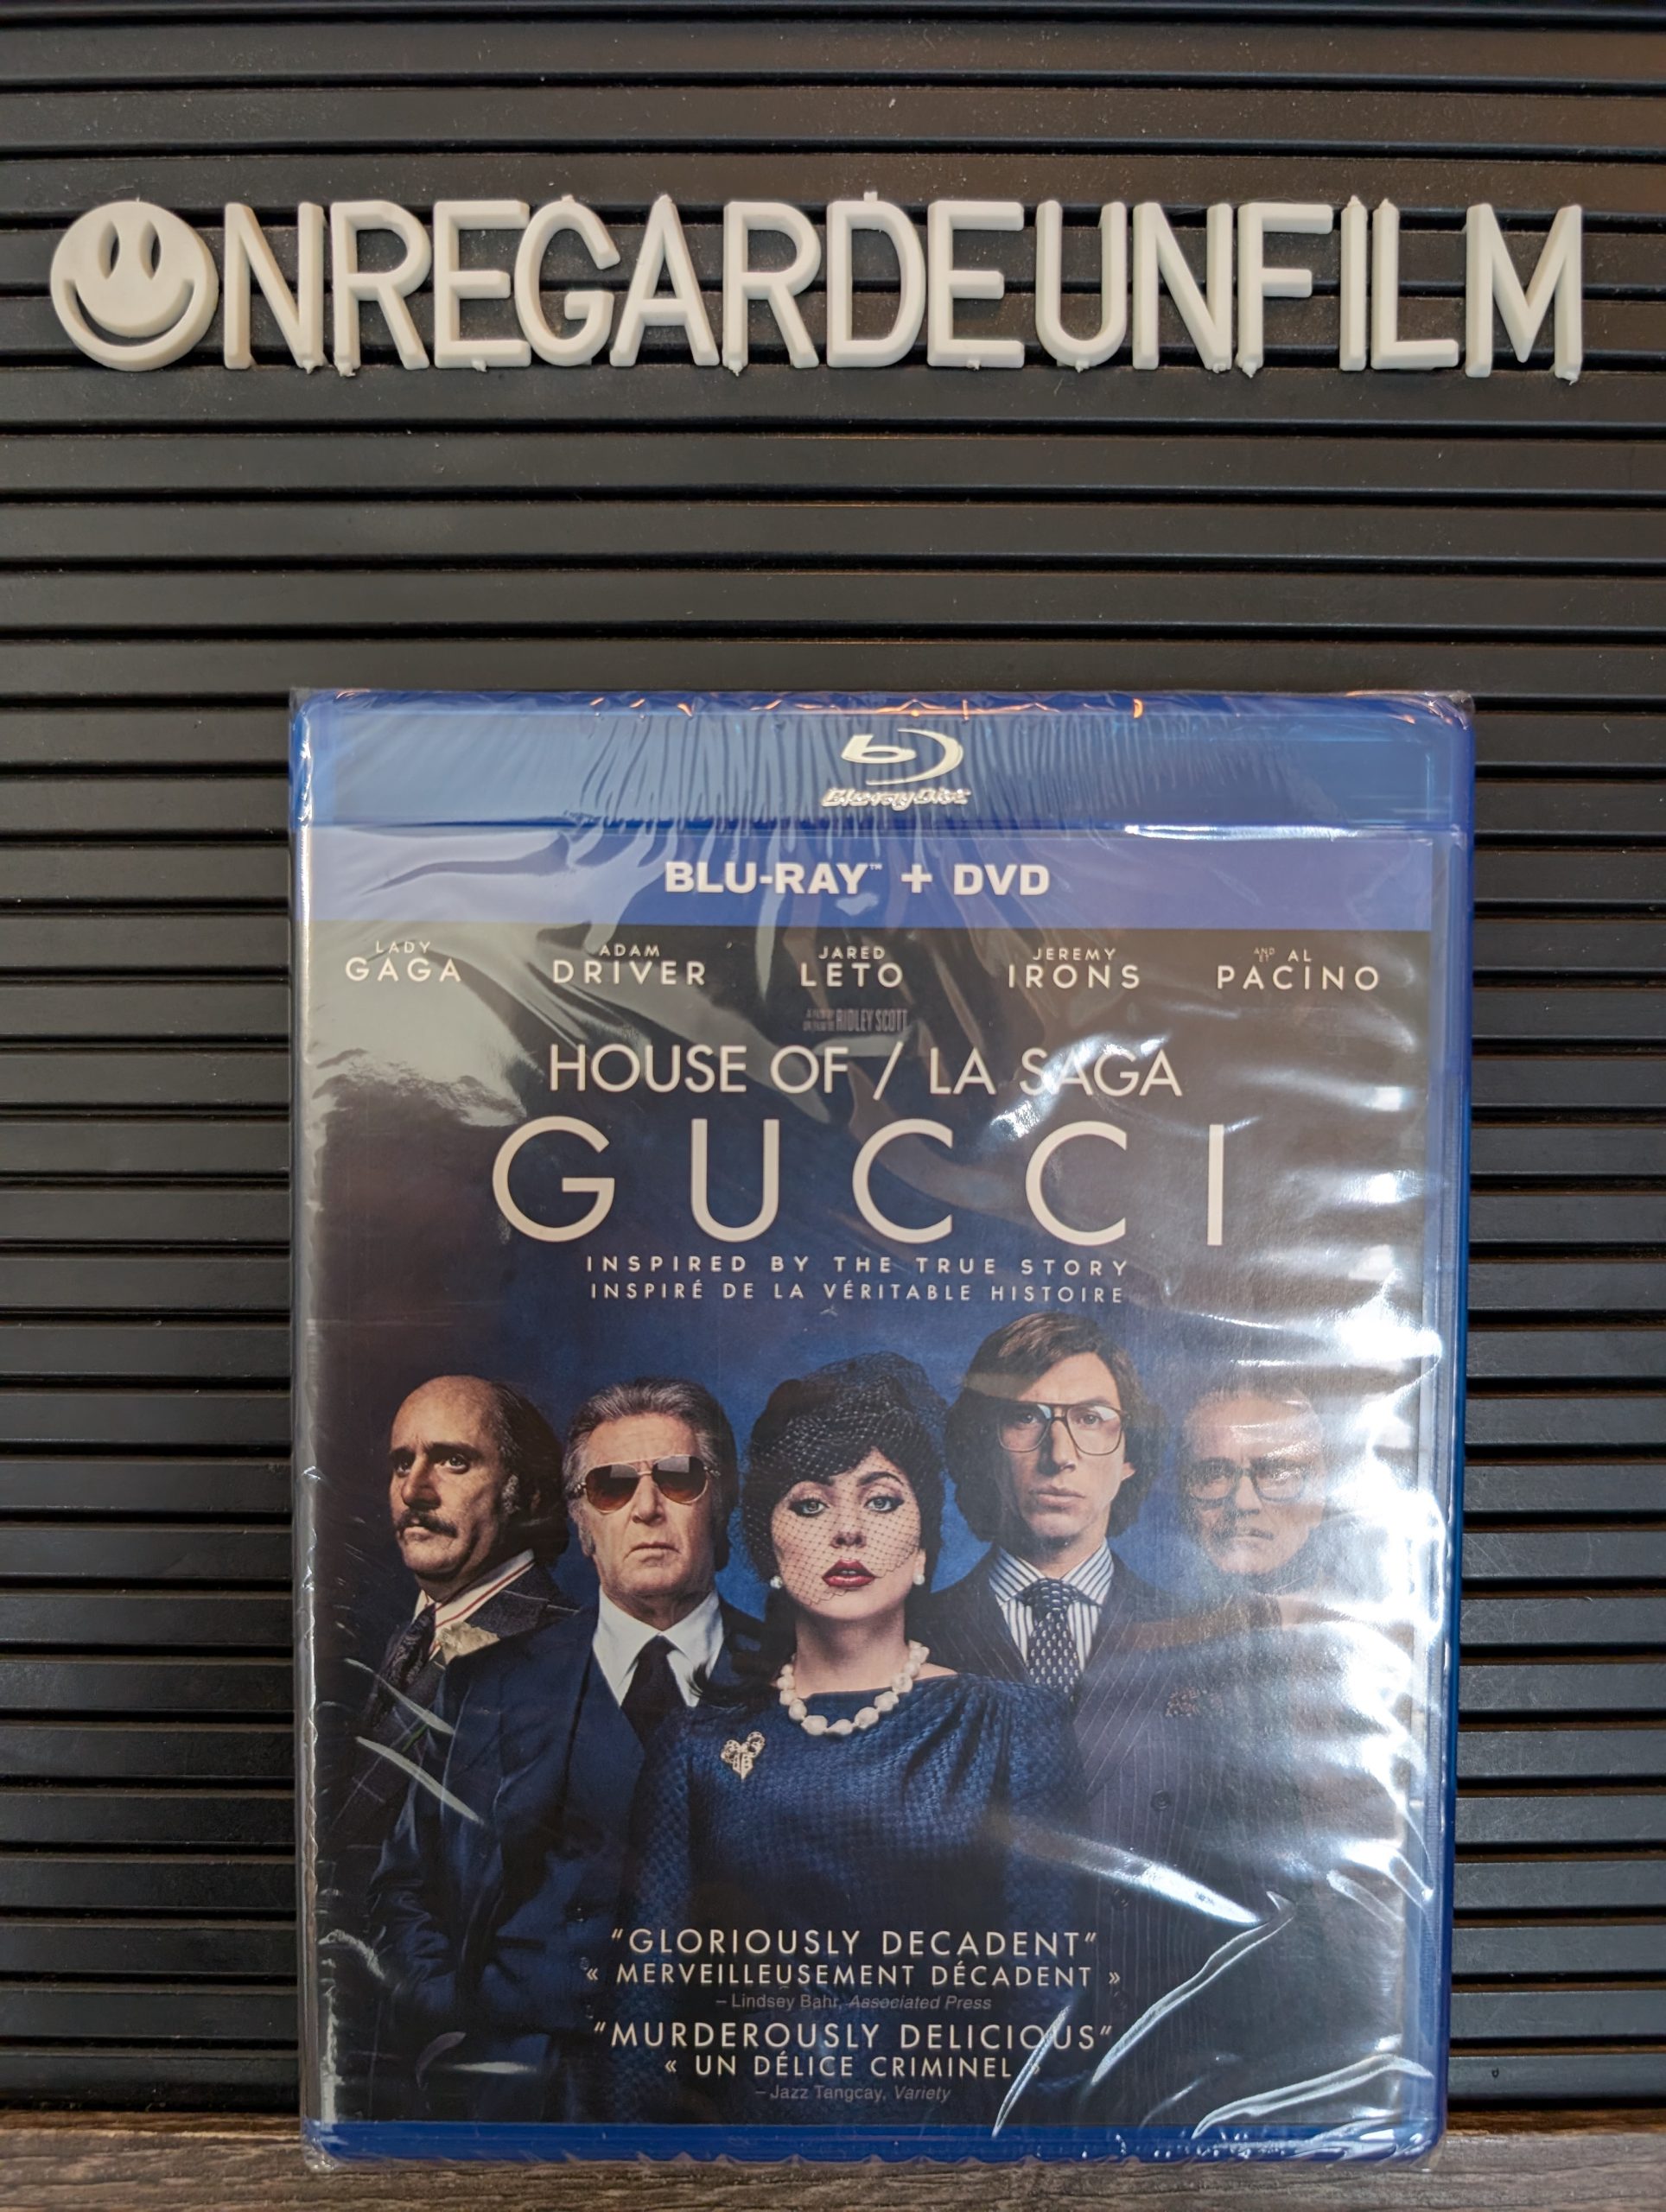 ONREGARDEUNFILM
Blu-ray Disc
BLU-RAY™ + DVD
LADY GAGA
ADAM DRIVER
JARED LETO
JEREMY IRONS
AND ET AL PACINO
RIDLEY SCOTT
HOUSE OF / LA SAGA
GUCCI
INSPIRED BY THE TRUE STORY
INSPIRÉ DE LA VÉRITABLE HISTOIRE
"GLORIOUSLY DECADENT"
« MERVEILLEUSEMENT DÉCADENT »
– Lindsey Bahr, Associated Press
"MURDEROUSLY DELICIOUS"
« UN DÉLICE CRIMINEL »
– Jazz Tangcay, Variety